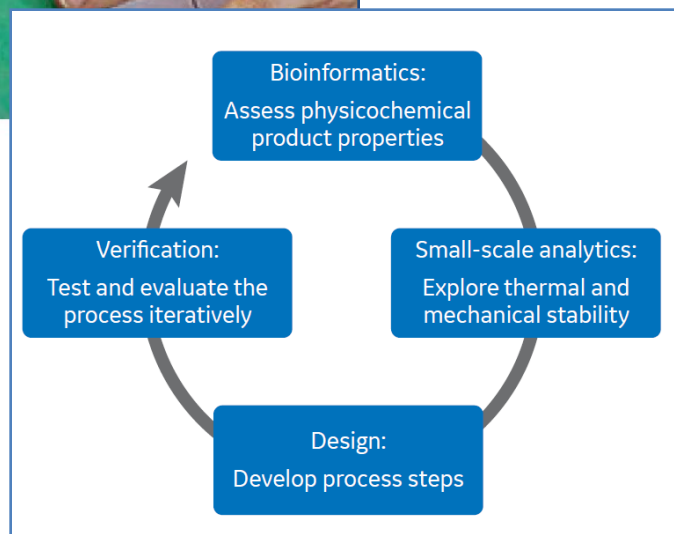 Bioinformatics:
Assess physicochemical
product properties
Small-scale analytics:
Explore thermal and
mechanical stability
Design:
Develop process steps
Verification:
Test and evaluate the
process iteratively